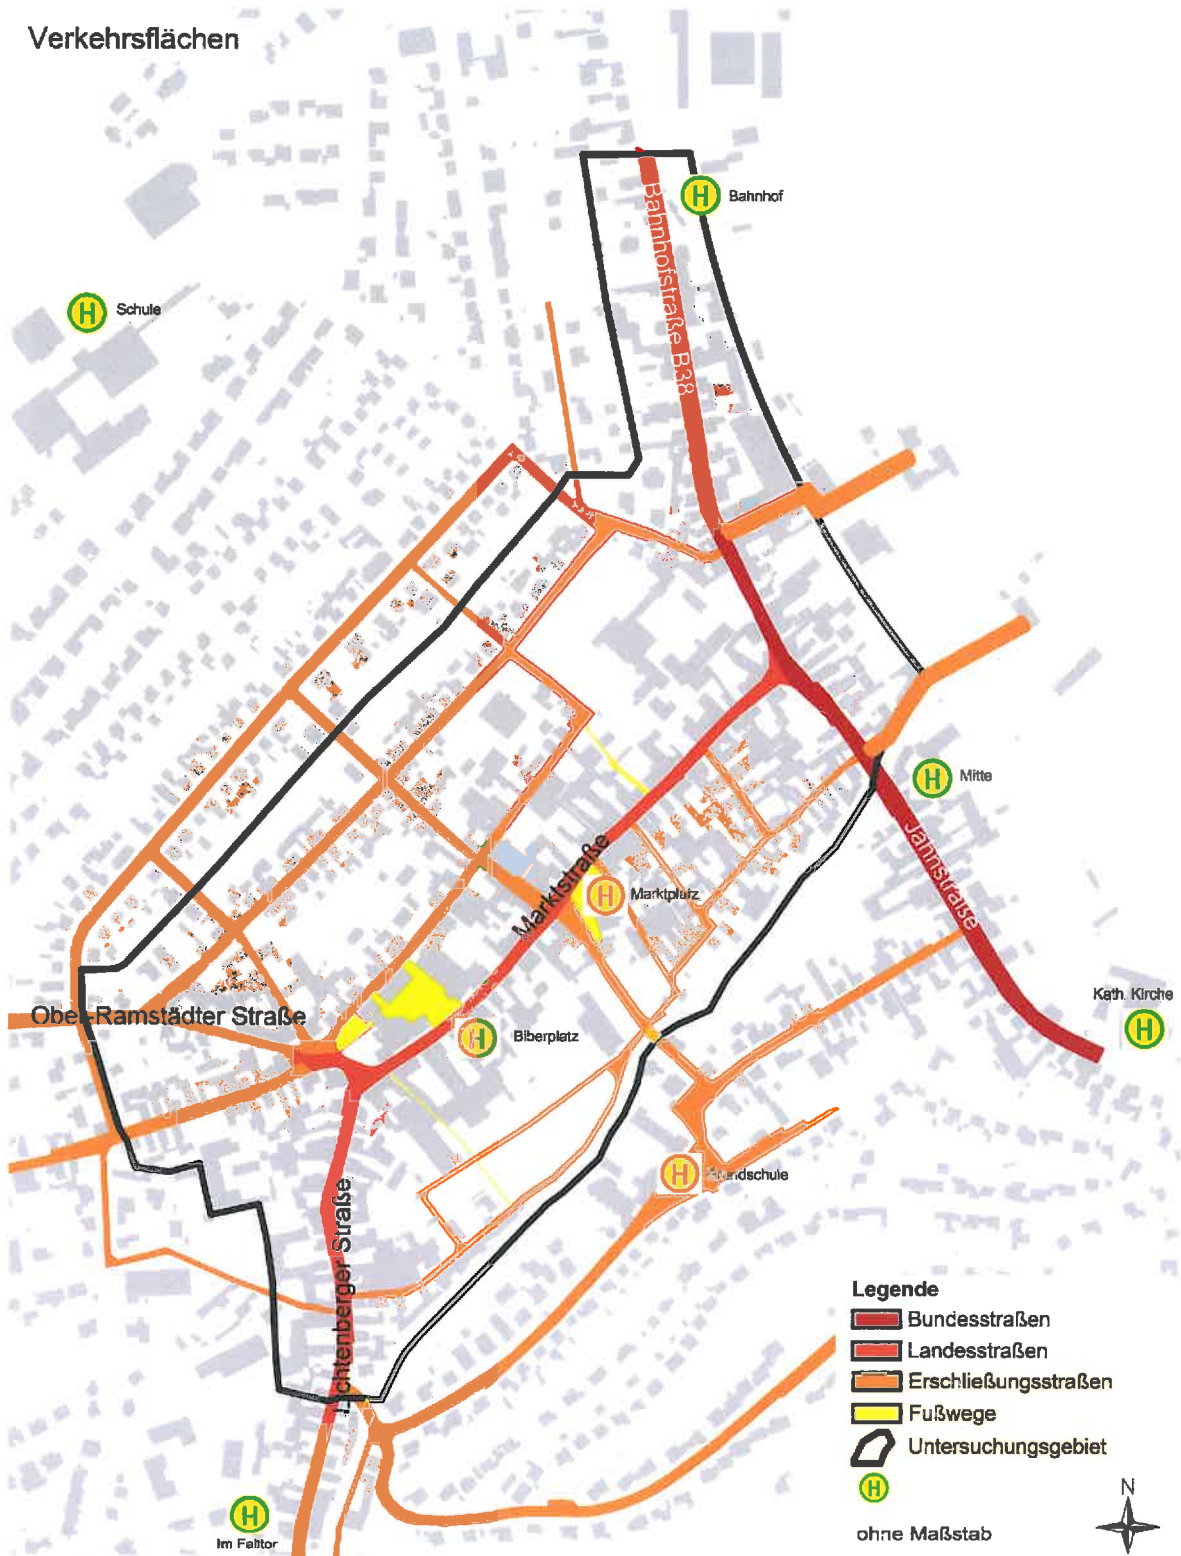 Verkehrsflächen
H Bahnhof
Bahnhofstraße B38
H Schule
H Mitte
Jahnstraße
Marktstraße
H Marktplatz
Kath. Kirche
H
Ober-Ramstädter Straße
H Biberplatz
H
Lichtenberger Straße
Legende
Bundesstraßen
Landesstraßen
Erschließungsstraßen
Fußwege
Untersuchungsgebiet
H
ohne Maßstab
N
H
Im Falltor